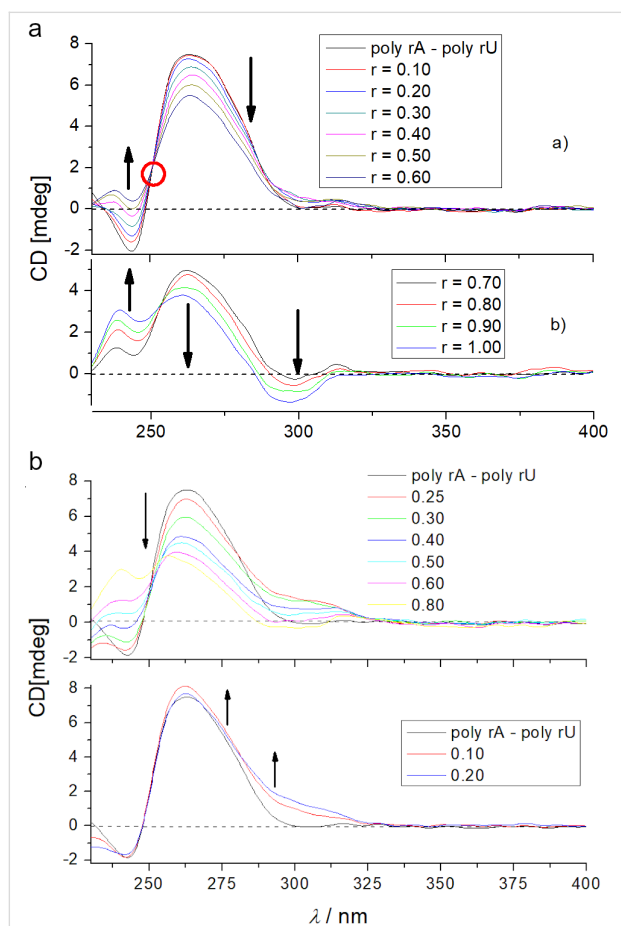 a
8
6
4
2
0
-2
poly rA - poly rU
r = 0.10
r = 0.20
r = 0.30
r = 0.40
r = 0.50
r = 0.60
a)
CD [mdeg]
250
300
350
400
4
2
0
r = 0.70
r = 0.80
r = 0.90
r = 1.00
b)
250
300
350
400
b
8
6
4
2
0
-2
poly rA - poly rU
0.25
0.30
0.40
0.50
0.60
0.80
CD[mdeg]
8
6
4
2
0
-2
poly rA - poly rU
0.10
0.20
250
275
300
325
350
375
400
λ / nm